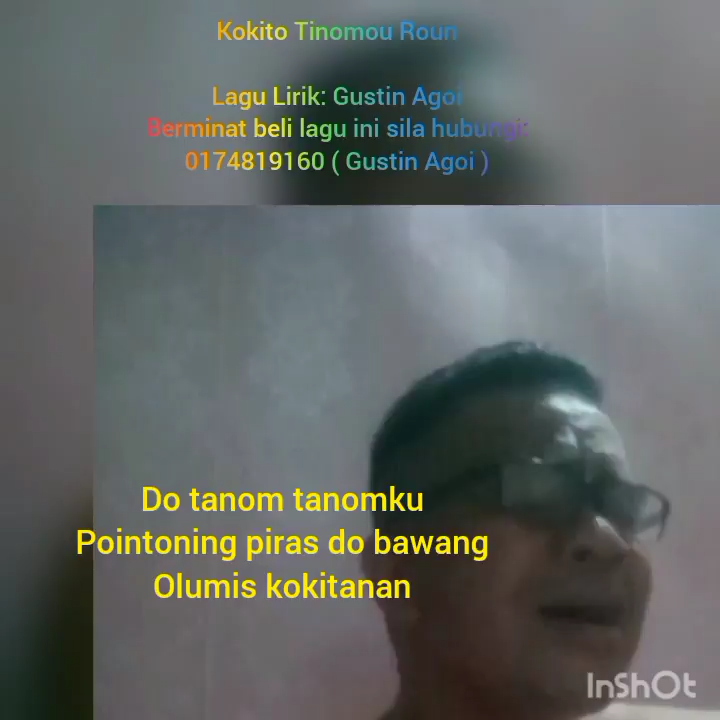 Kokito Tinomou Roun
Lagu Lirik: Gustin Agoi
Berminat beli lagu ini sila hubungi:
0174819160 ( Gustin Agoi )
Do tanom tanomku
Pointoning piras do bawang
Olumis kokitanan
InShOt